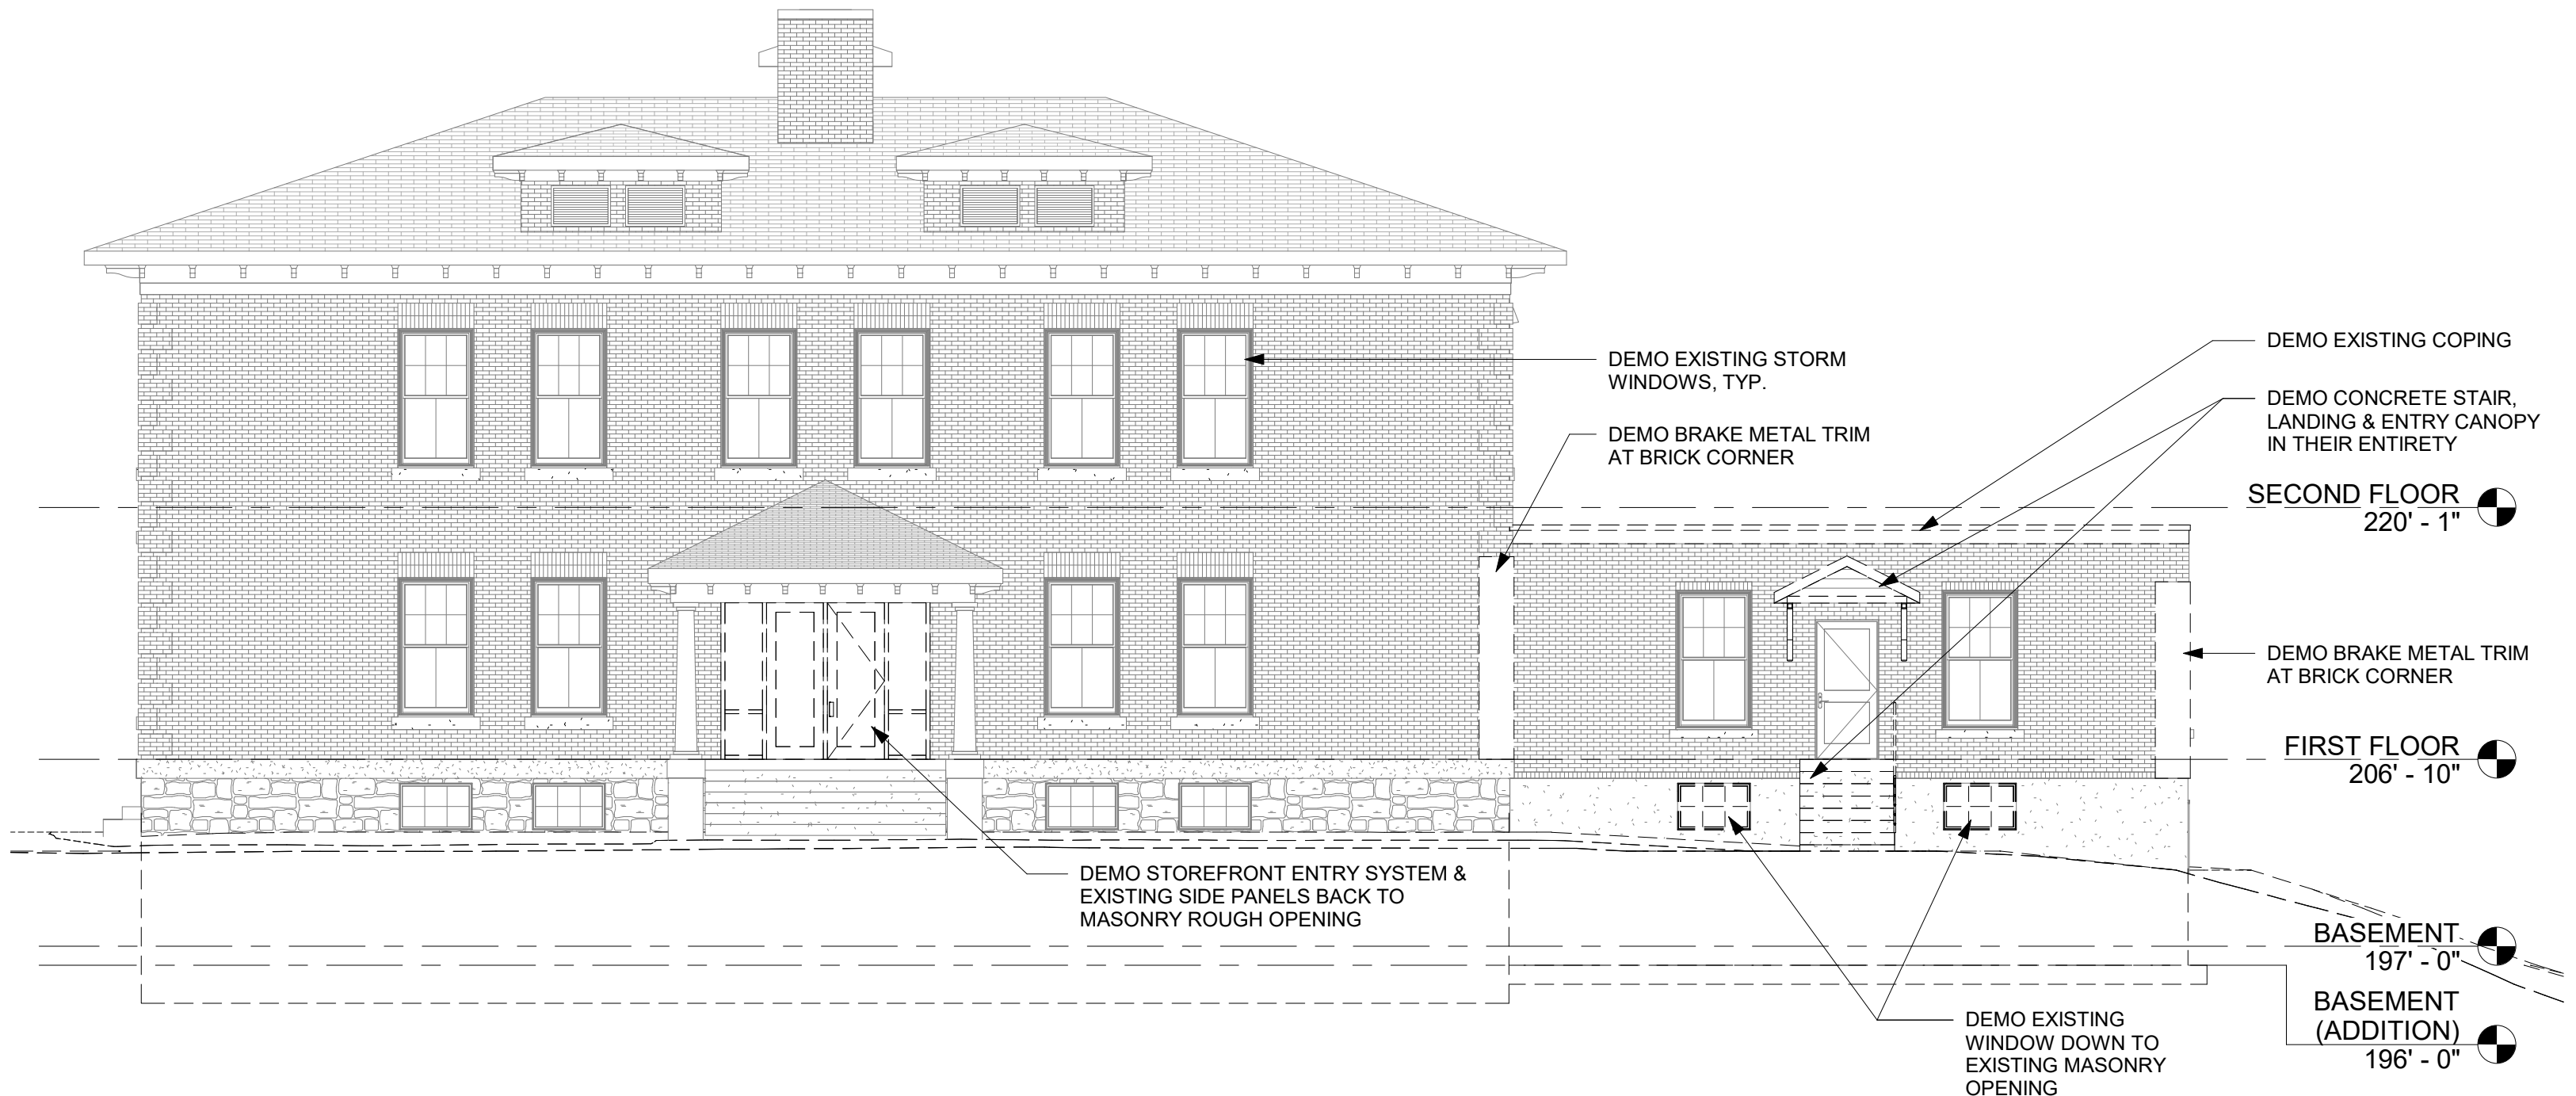 DEMO EXISTING STORM
WINDOWS, TYP.
DEMO BRAKE METAL TRIM
AT BRICK CORNER
DEMO EXISTING COPING
DEMO CONCRETE STAIR,
LANDING & ENTRY CANOPY
IN THEIR ENTIRETY
SECOND FLOOR
220' - 1"
DEMO BRAKE METAL TRIM
AT BRICK CORNER
FIRST FLOOR
206' - 10"
DEMO STOREFRONT ENTRY SYSTEM &
EXISTING SIDE PANELS BACK TO
MASONRY ROUGH OPENING
BASEMENT
197' - 0"
BASEMENT
(ADDITION)
196' - 0"
DEMO EXISTING
WINDOW DOWN TO
EXISTING MASONRY
OPENING